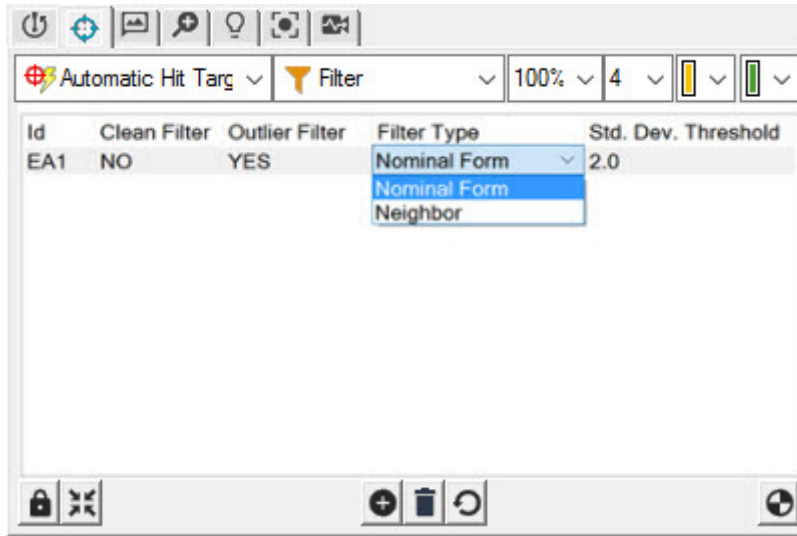 Automatic Hit Targ Filter 100% 4
Id Clean Filter Outlier Filter Filter Type Std. Dev. Threshold
EA1 NO YES Nominal Form 2.0
Nominal Form
Neighbor